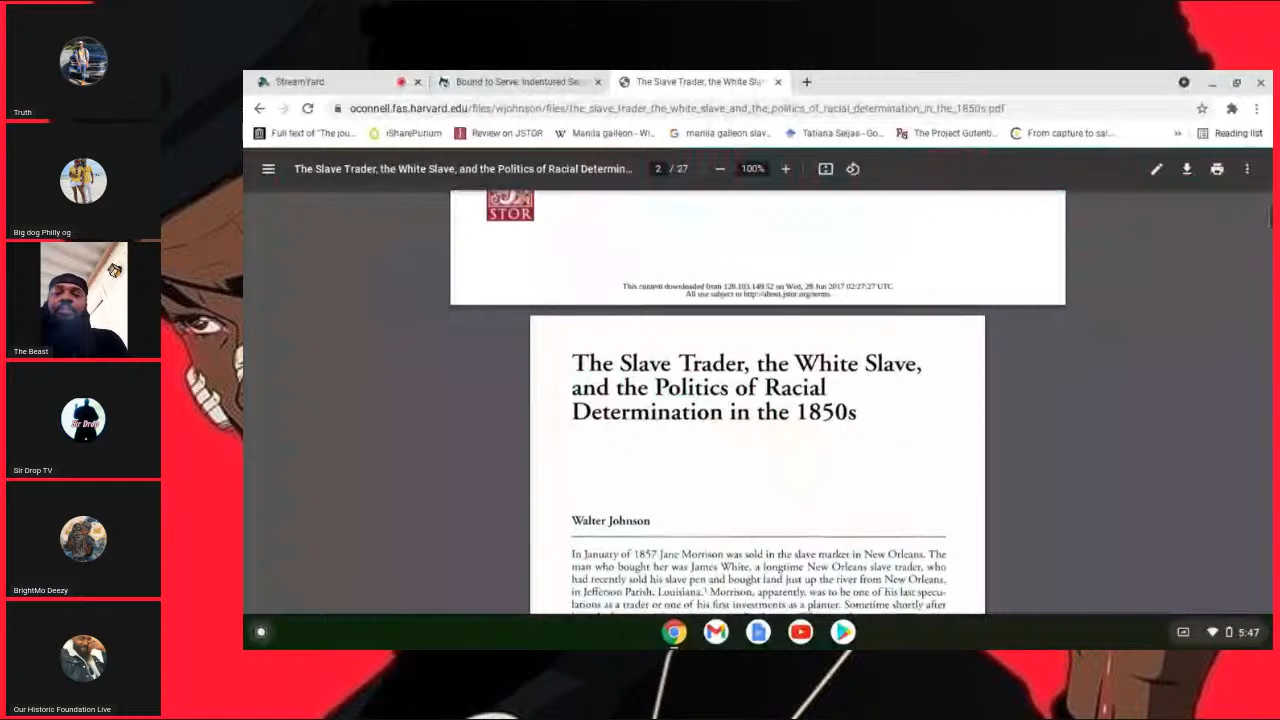 Truth
Big dog Philly og
The Beast
Sir Drop
Sir Drop TV
BrightMo Deezy
Our Historic Foundation Live
StreamYard
Bound to Serve: Indentured Se
The Slave Trader, the White Sla
oconnell.fas.harvard.edu/files/wjohnson/files/the_slave_trader_the_white_slave_and_the_politics_of_racial_determination_in_the_1850s.pdf
Full text of "The jou...
iSharePunum
Review on JSTOR
Manila galleon - Wi...
manila galleon slav...
Tatiana Seijas - Go...
The Project Gutenb...
From capture to sal...
»
Reading list
The Slave Trader, the White Slave, and the Politics of Racial Determin...
2 / 27
100%
STOR
This content downloaded from 128.103.149.52 on Wed, 28 Jun 2017 02:27:27 UTC
All use subject to http://about.jstor.org/terms
The Slave Trader, the White Slave,
and the Politics of Racial
Determination in the 1850s
Walter Johnson
In January of 1857 Jane Morrison was sold in the slave market in New Orleans. The
man who bought her was James White, a longtime New Orleans slave trader, who
had recently sold his slave pen and bought land just up the river from New Orleans,
in Jefferson Parish, Louisiana.¹ Morrison, apparently, was to be one of his last specu-
lations as a trader or one of his first investments as a planter. Sometime shortly after
5:47